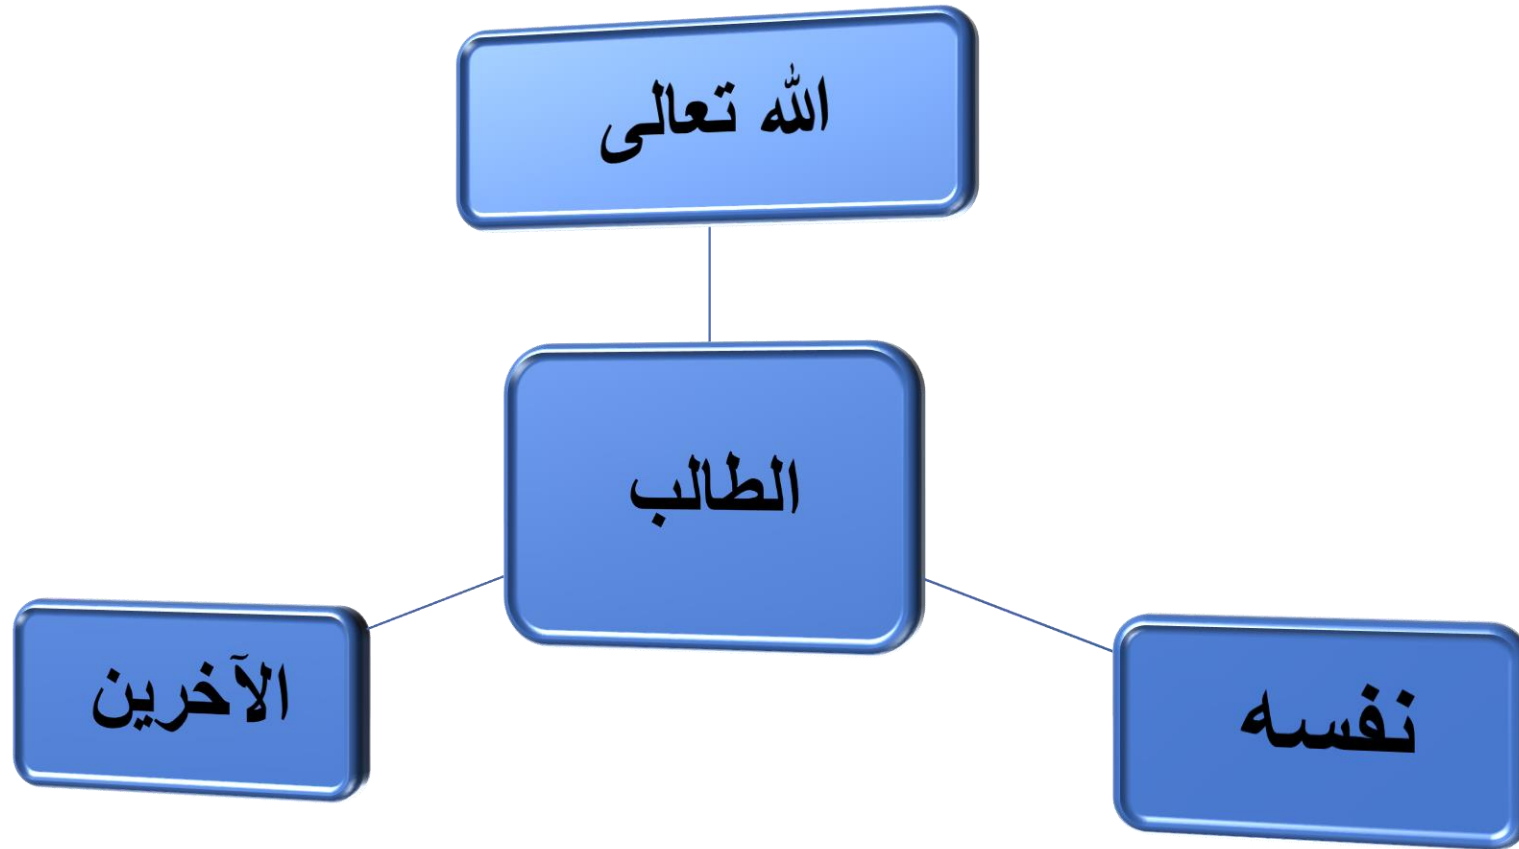 الله تعالى
الطالب
نفسه
الآخرين